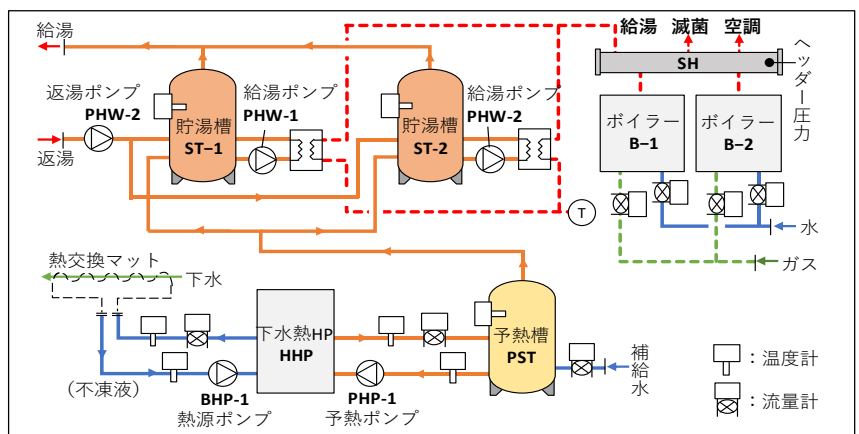 給湯
給湯 滅菌 空調
SH
ヘッダー圧力
返湯ポンプ
PHW-2
給湯ポンプ
PHW-1
給湯ポンプ
PHW-2
貯湯槽
ST−1
貯湯槽
ST-2
ボイラー
B−1
ボイラー
B−2
返湯
T
水
ガス
熱交換マット
下水
下水熱HP
HHP
予熱槽
PST
補給水
(不凍液)
BHP-1
熱源ポンプ
PHP-1
予熱ポンプ
：温度計
：流量計